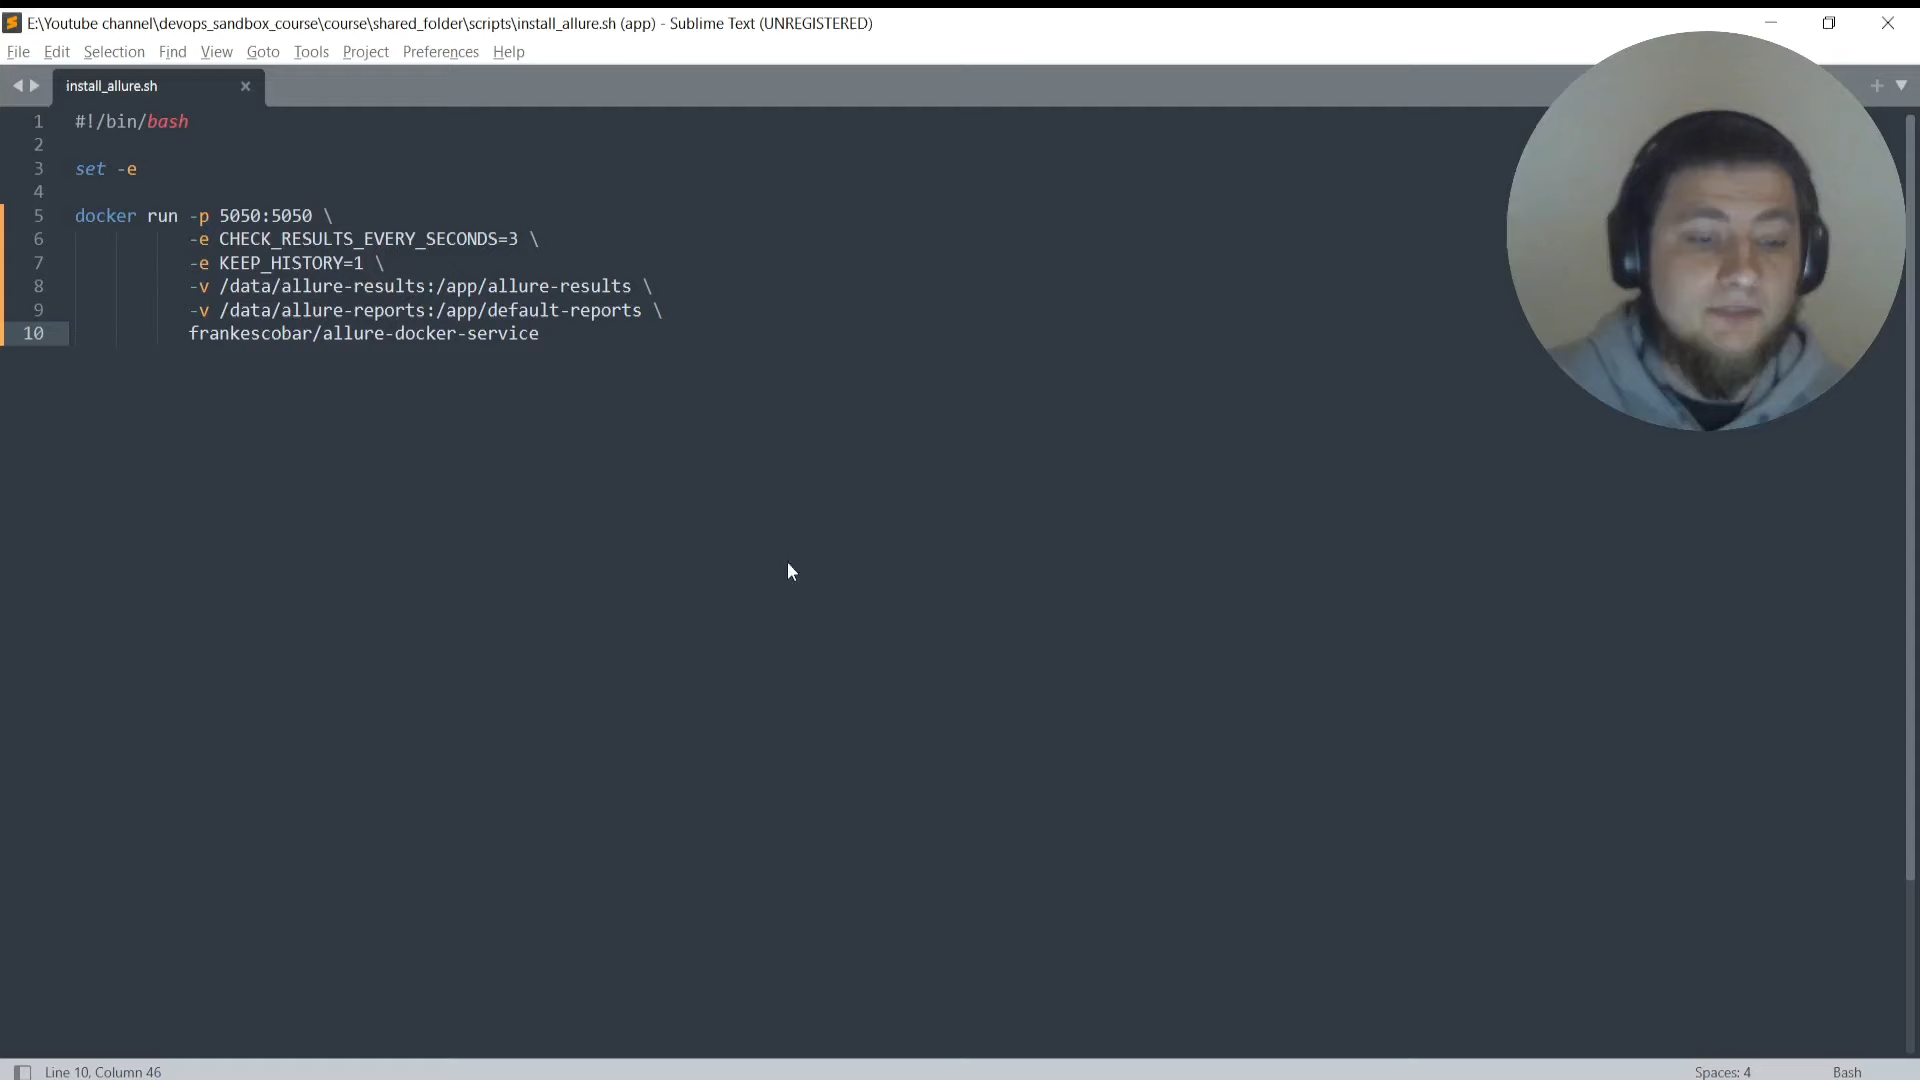 E:\Youtube channel\devops_sandbox_course\course\shared_folder\scripts\install_allure.sh (app) - Sublime Text (UNREGISTERED)
File Edit Selection Find View Goto Tools Project Preferences Help
install_allure.sh
1 #!/bin/bash
2
3 set -e
4
5 docker run -p 5050:5050 \
6 -e CHECK_RESULTS_EVERY_SECONDS=3 \
7 -e KEEP_HISTORY=1 \
8 -v /data/allure-results:/app/allure-results \
9 -v /data/allure-reports:/app/default-reports \
10 frankescobar/allure-docker-service
Line 10, Column 46 Spaces: 4 Bash